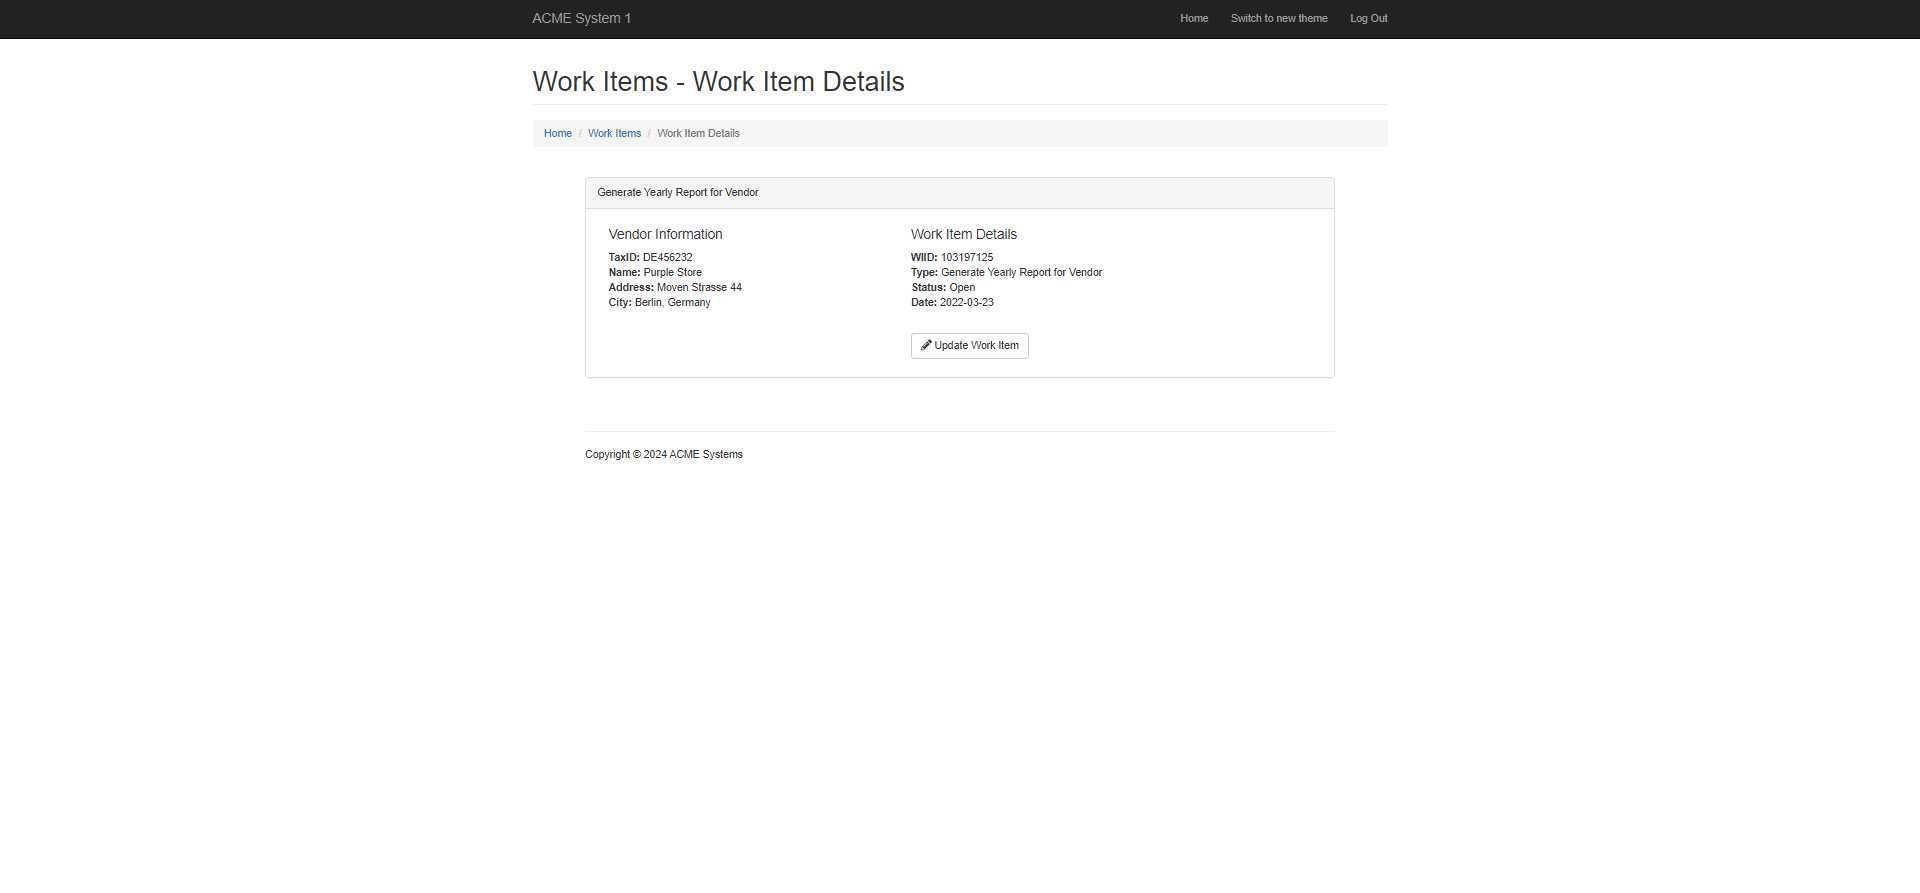 ACME System 1
Home
Switch to new theme
Log Out
Work Items - Work Item Details
Home / Work Items / Work Item Details
Generate Yearly Report for Vendor
Vendor Information
TaxID: DE456232
Name: Purple Store
Address: Moven Strasse 44
City: Berlin, Germany
Work Item Details
WIID: 103197125
Type: Generate Yearly Report for Vendor
Status: Open
Date: 2022-03-23
Update Work Item
Copyright © 2024 ACME Systems